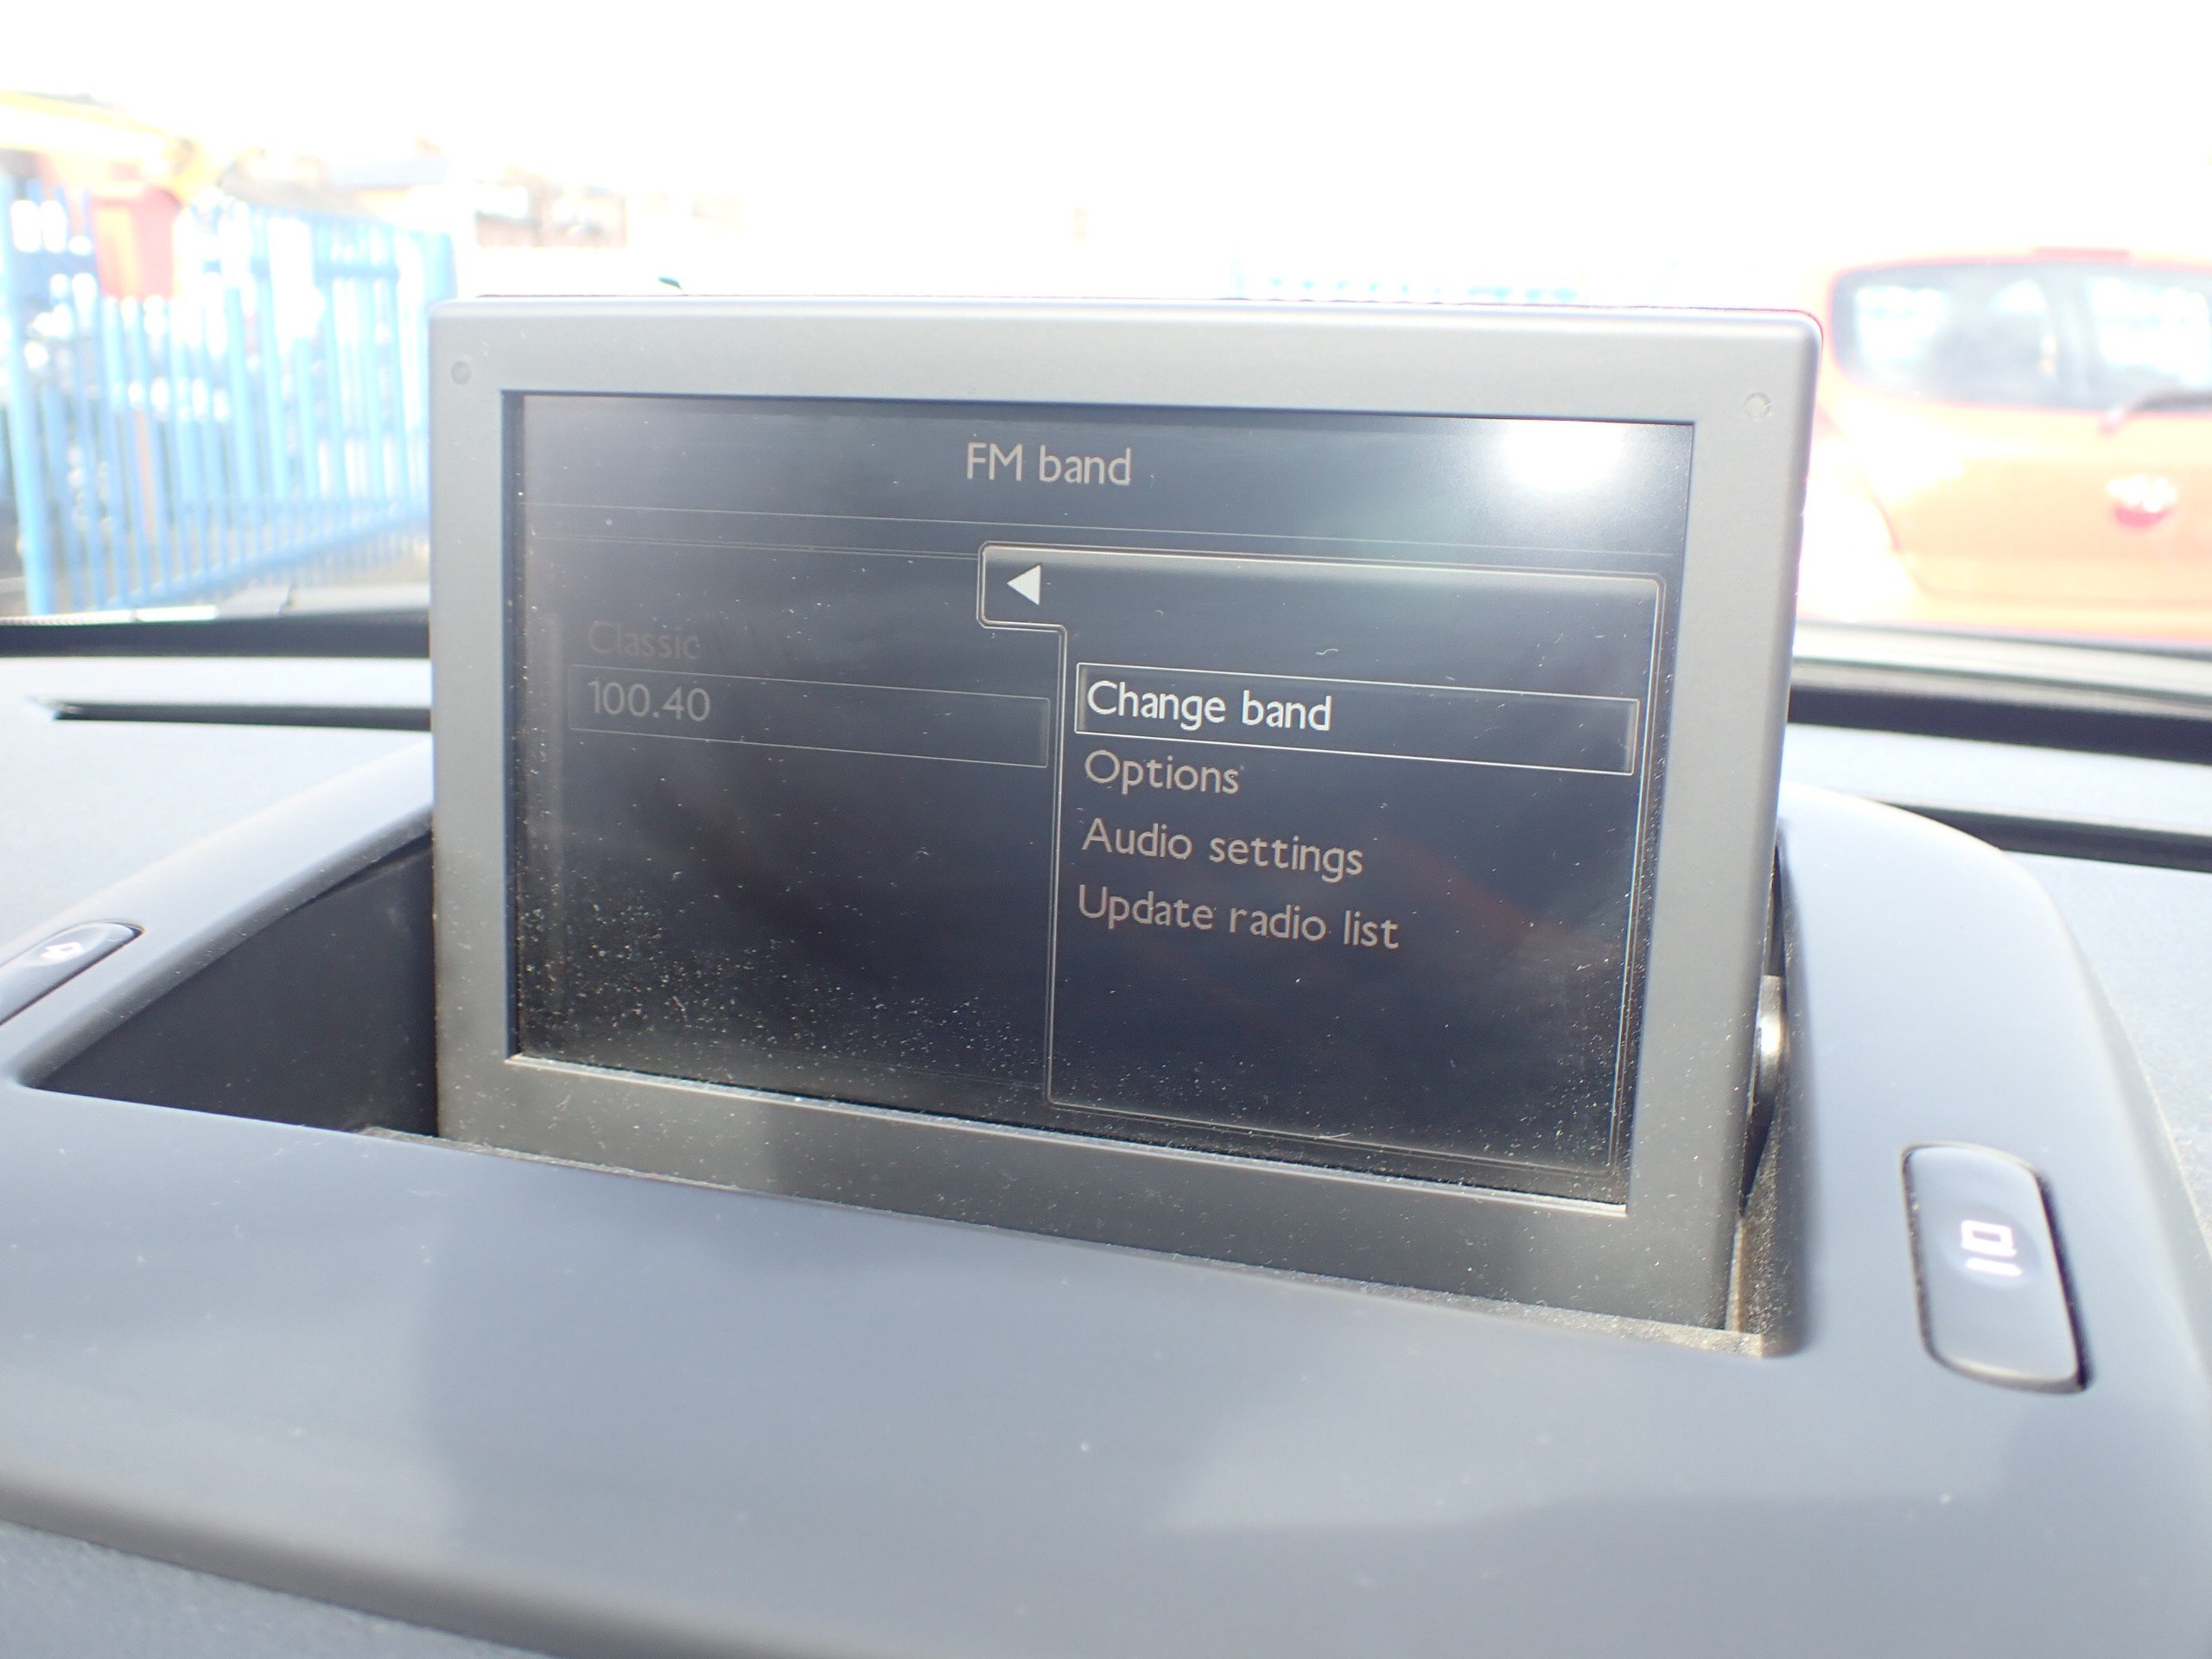 FM band
Classic
100.40
Change band
Options
Audio settings
Update radio list